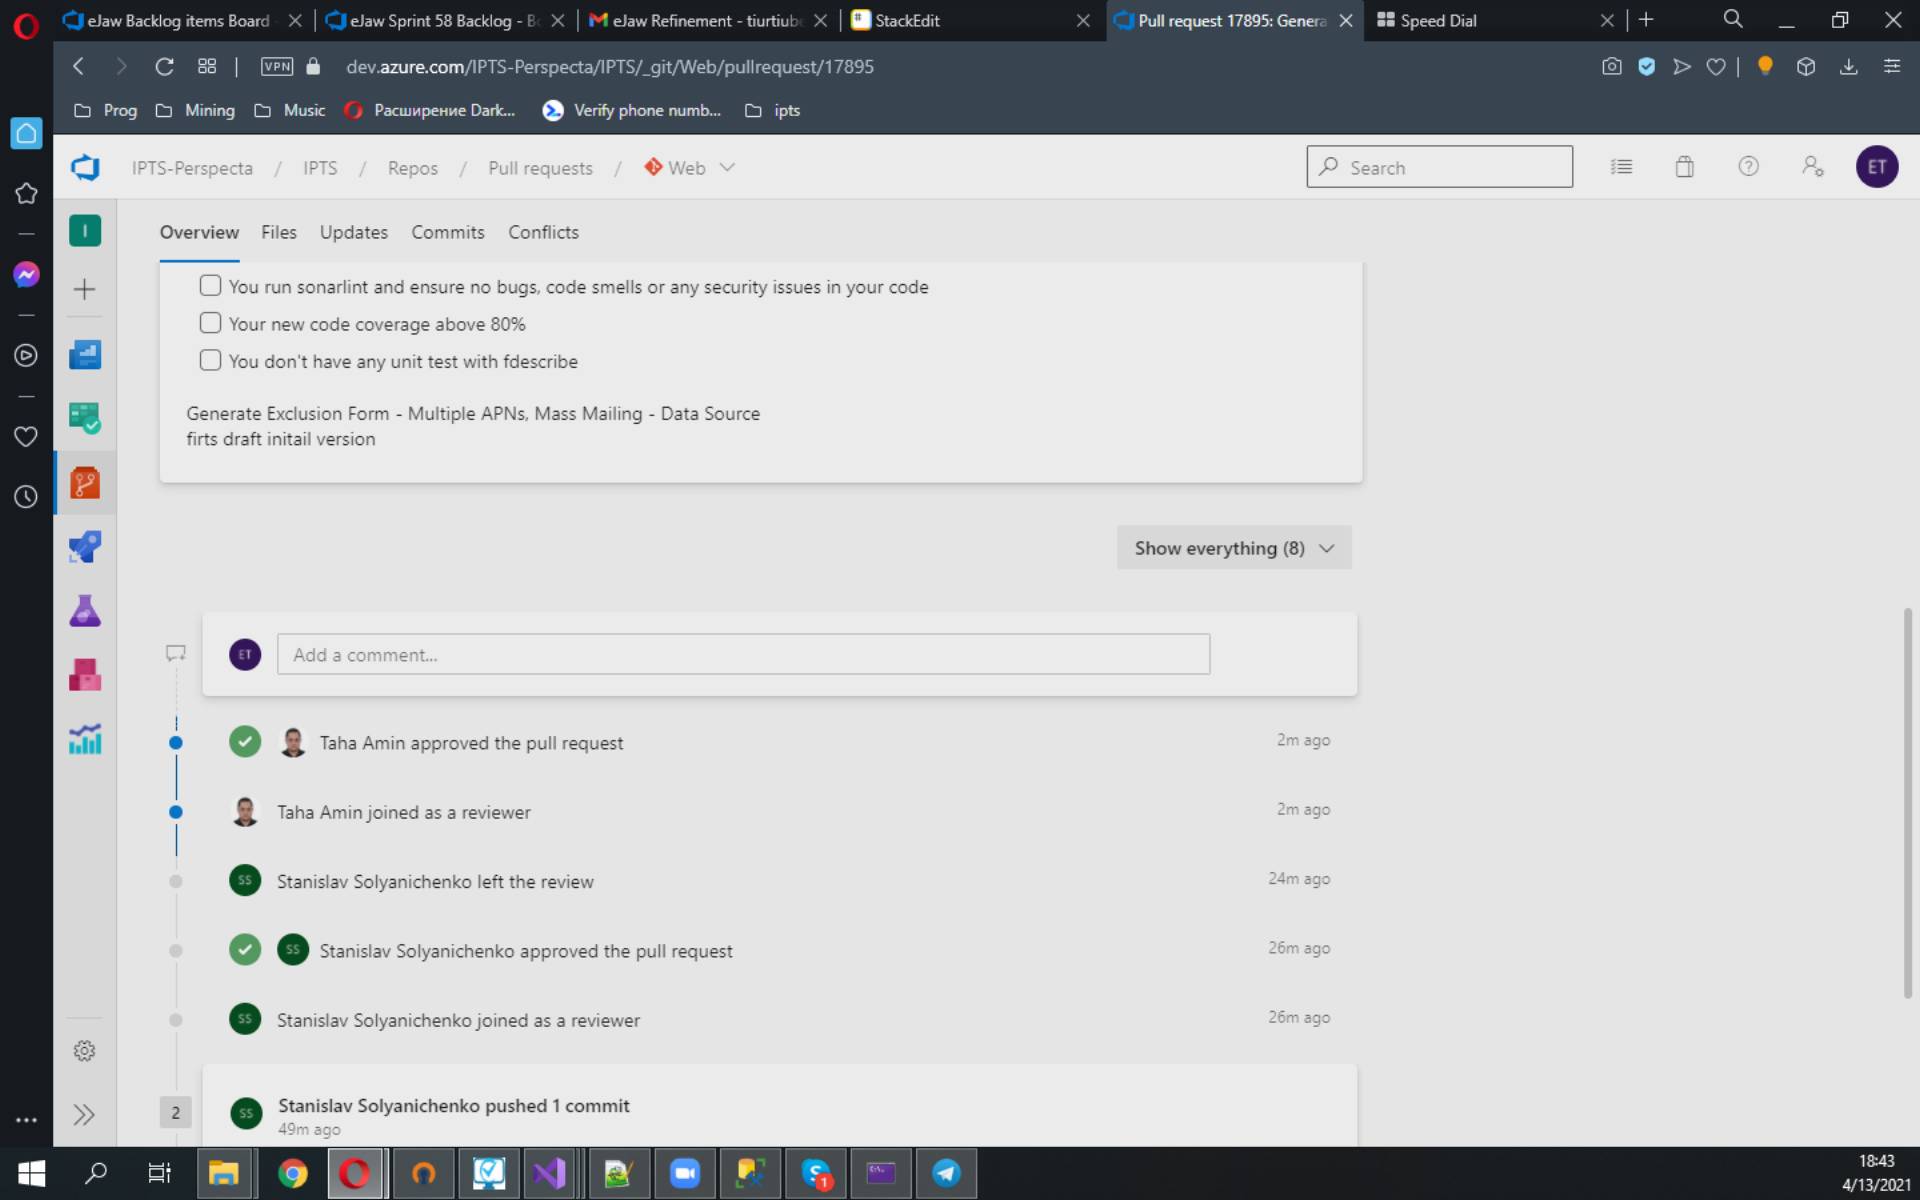 eJaw Backlog items Board
eJaw Sprint 58 Backlog - Bo
eJaw Refinement - tiurtiube
StackEdit
Pull request 17895: Genera
Speed Dial
VPN
dev.azure.com/IPTS-Perspecta/IPTS/_git/Web/pullrequest/17895
Prog
Mining
Music
Расширение Dark...
Verify phone numb...
ipts
IPTS-Perspecta / IPTS / Repos / Pull requests / Web
Search
ET
I
Overview
Files
Updates
Commits
Conflicts
You run sonarlint and ensure no bugs, code smells or any security issues in your code
Your new code coverage above 80%
You don't have any unit test with fdescribe
Generate Exclusion Form - Multiple APNs, Mass Mailing - Data Source
firts draft initail version
Show everything (8)
ET
Add a comment...
Taha Amin approved the pull request
2m ago
Taha Amin joined as a reviewer
2m ago
SS
Stanislav Solyanichenko left the review
24m ago
SS
Stanislav Solyanichenko approved the pull request
26m ago
SS
Stanislav Solyanichenko joined as a reviewer
26m ago
2
SS
Stanislav Solyanichenko pushed 1 commit
49m ago
1
18:43
4/13/2021